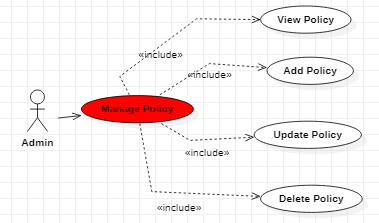 View Policy
«include»
Add Policy
«include»
Manage Policy
Admin
Update Policy
«include»
Delete Policy
«include»